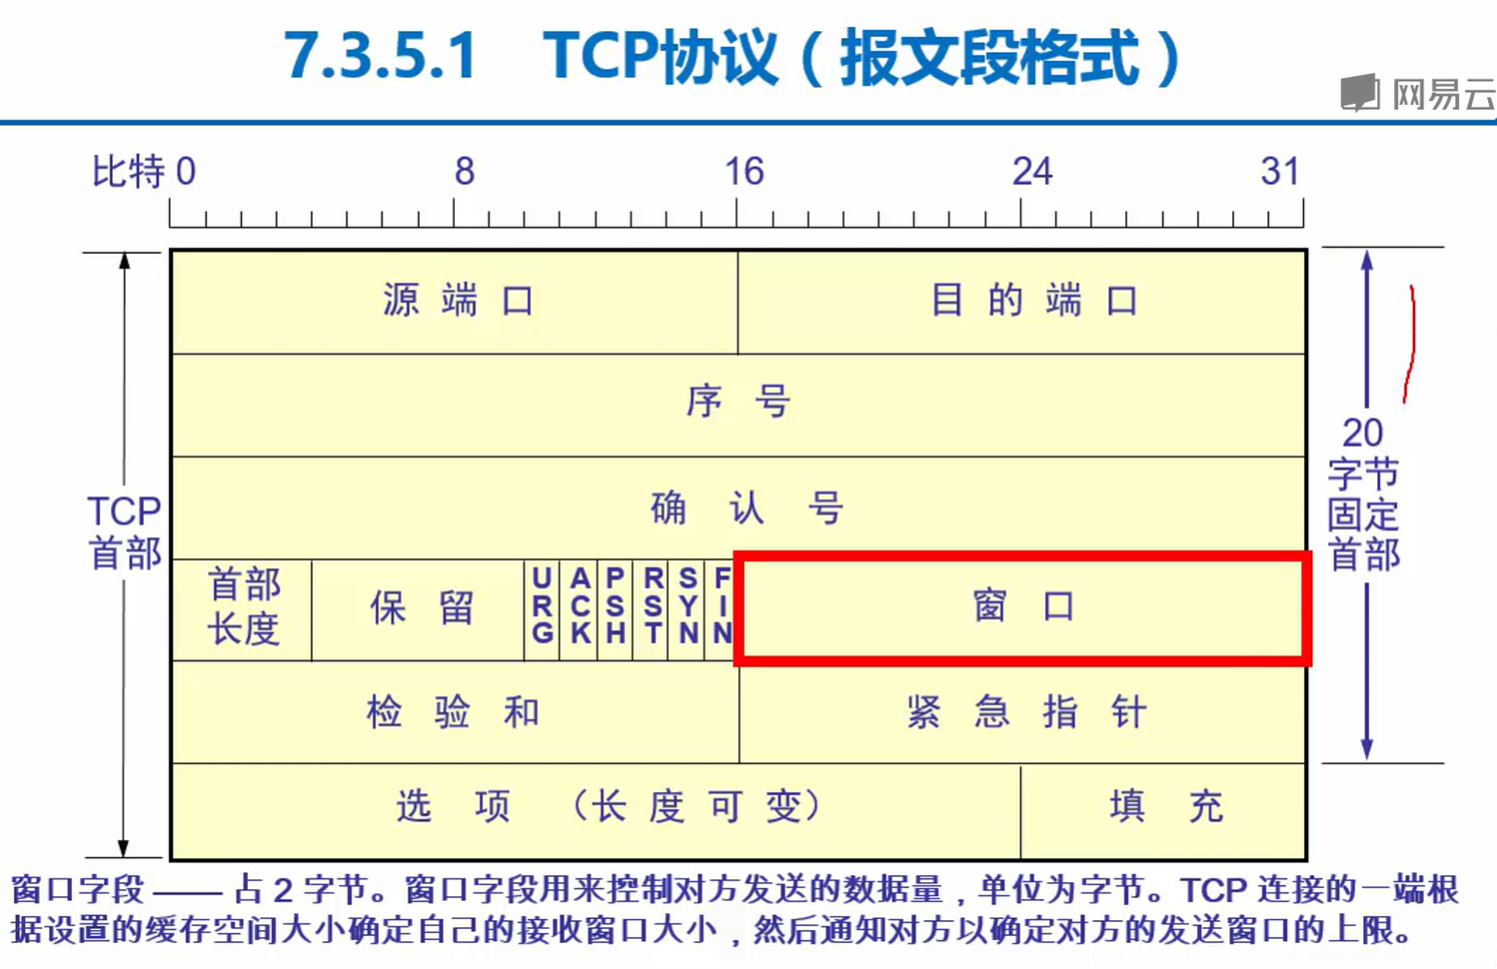 7.3.5.1 TCP协议（报文段格式）
网易云
比特 0 8 16 24 31
源端口 目的端口
序号
确认号
TCP
首部
20
字节
固定
首部
首部
长度
保留
URG ACK PSH RST SYN FIN
窗口
检验和 紧急指针
选项 （长度可变） 填充
窗口字段 —— 占 2 字节。窗口字段用来控制对方发送的数据量，单位为字节。TCP 连接的一端根
据设置的缓存空间大小确定自己的接收窗口大小，然后通知对方以确定对方的发送窗口的上限。